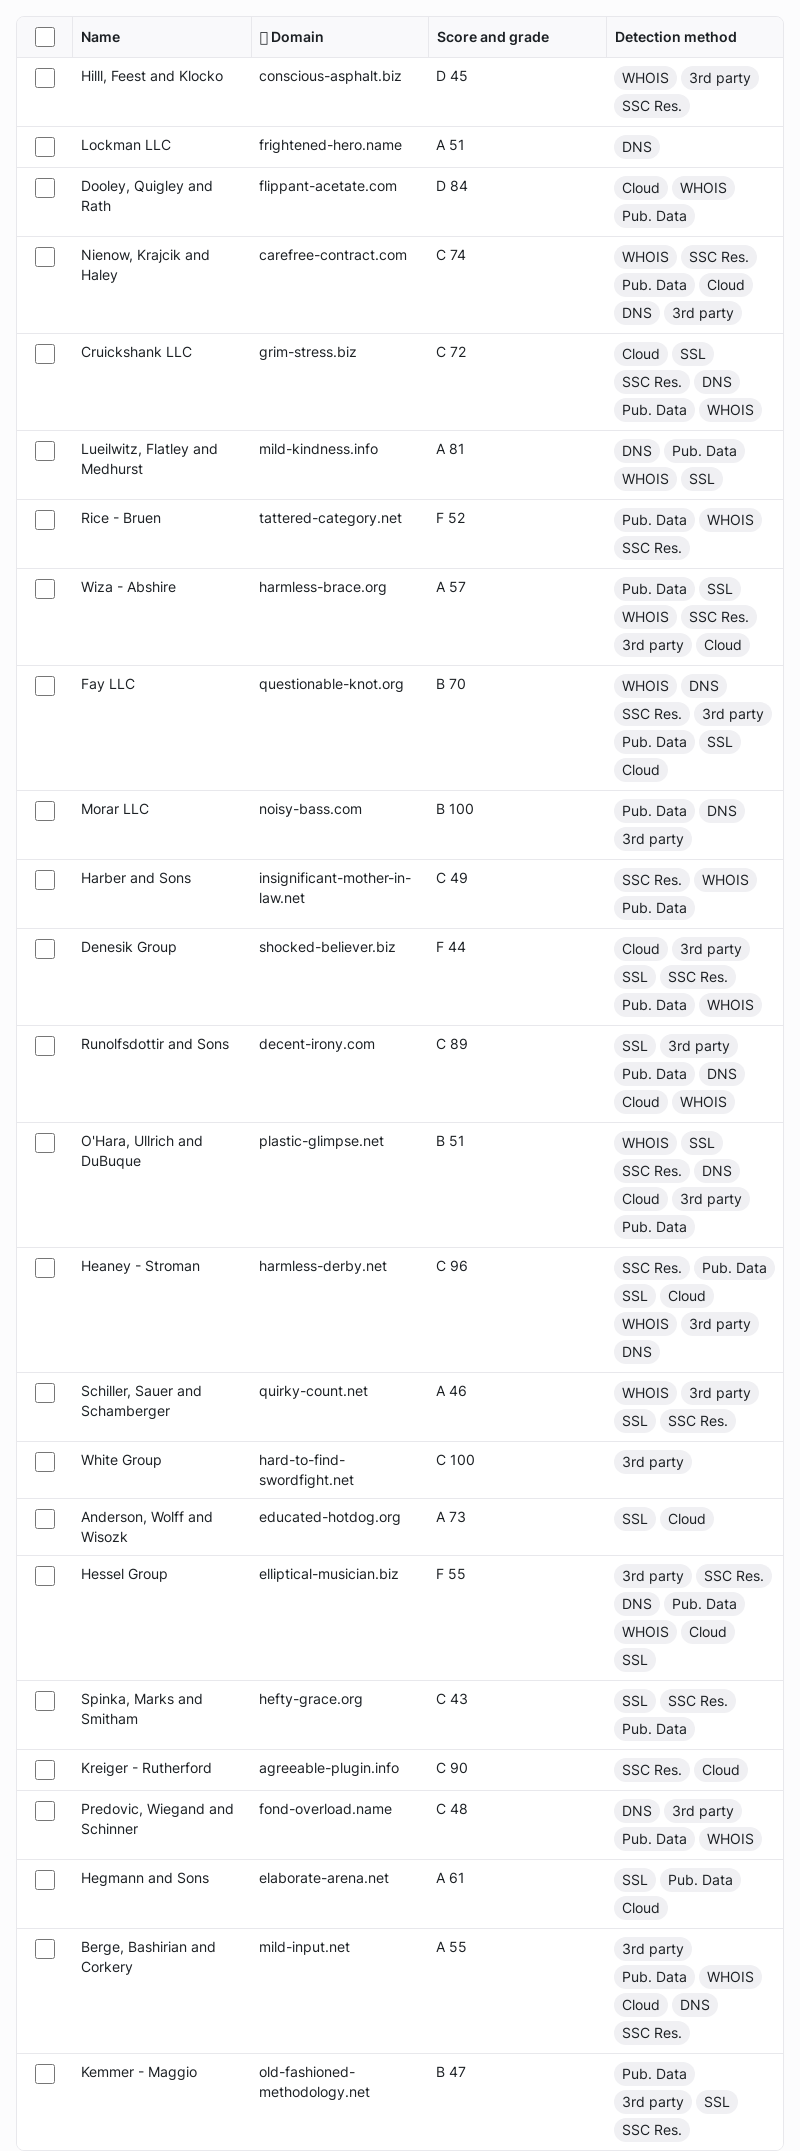 Name Domain Score and grade Detection method
Hilll, Feest and Klocko conscious-asphalt.biz D 45 WHOIS 3rd party
SSC Res.
Lockman LLC frightened-hero.name A 51 DNS
Dooley, Quigley and flippant-acetate.com D 84 Cloud WHOIS
Rath Pub. Data
Nienow, Krajcik and carefree-contract.com C 74 WHOIS SSC Res.
Haley Pub. Data Cloud
DNS 3rd party
Cruickshank LLC grim-stress.biz C 72 Cloud SSL
SSC Res. DNS
Pub. Data WHOIS
Lueilwitz, Flatley and mild-kindness.info A 81 DNS Pub. Data
Medhurst WHOIS SSL
Rice - Bruen tattered-category.net F 52 Pub. Data WHOIS
SSC Res.
Wiza - Abshire harmless-brace.org A 57 Pub. Data SSL
WHOIS SSC Res.
3rd party Cloud
Fay LLC questionable-knot.org B 70 WHOIS DNS
SSC Res. 3rd party
Pub. Data SSL
Cloud
Morar LLC noisy-bass.com B 100 Pub. Data DNS
3rd party
Harber and Sons insignificant-mother-in- C 49 SSC Res. WHOIS
law.net Pub. Data
Denesik Group shocked-believer.biz F 44 Cloud 3rd party
SSL SSC Res.
Pub. Data WHOIS
Runolfsdottir and Sons decent-irony.com C 89 SSL 3rd party
Pub. Data DNS
Cloud WHOIS
O'Hara, Ullrich and plastic-glimpse.net B 51 WHOIS SSL
DuBuque SSC Res. DNS
Cloud 3rd party
Pub. Data
Heaney - Stroman harmless-derby.net C 96 SSC Res. Pub. Data
SSL Cloud
WHOIS 3rd party
DNS
Schiller, Sauer and quirky-count.net A 46 WHOIS 3rd party
Schamberger SSL SSC Res.
White Group hard-to-find- C 100 3rd party
swordfight.net
Anderson, Wolff and educated-hotdog.org A 73 SSL Cloud
Wisozk
Hessel Group elliptical-musician.biz F 55 3rd party SSC Res.
DNS Pub. Data
WHOIS Cloud
SSL
Spinka, Marks and hefty-grace.org C 43 SSL SSC Res.
Smitham Pub. Data
Kreiger - Rutherford agreeable-plugin.info C 90 SSC Res. Cloud
Predovic, Wiegand and fond-overload.name C 48 DNS 3rd party
Schinner Pub. Data WHOIS
Hegmann and Sons elaborate-arena.net A 61 SSL Pub. Data
Cloud
Berge, Bashirian and mild-input.net A 55 3rd party
Corkery Pub. Data WHOIS
Cloud DNS
SSC Res.
Kemmer - Maggio old-fashioned- B 47 Pub. Data
methodology.net 3rd party SSL
SSC Res.